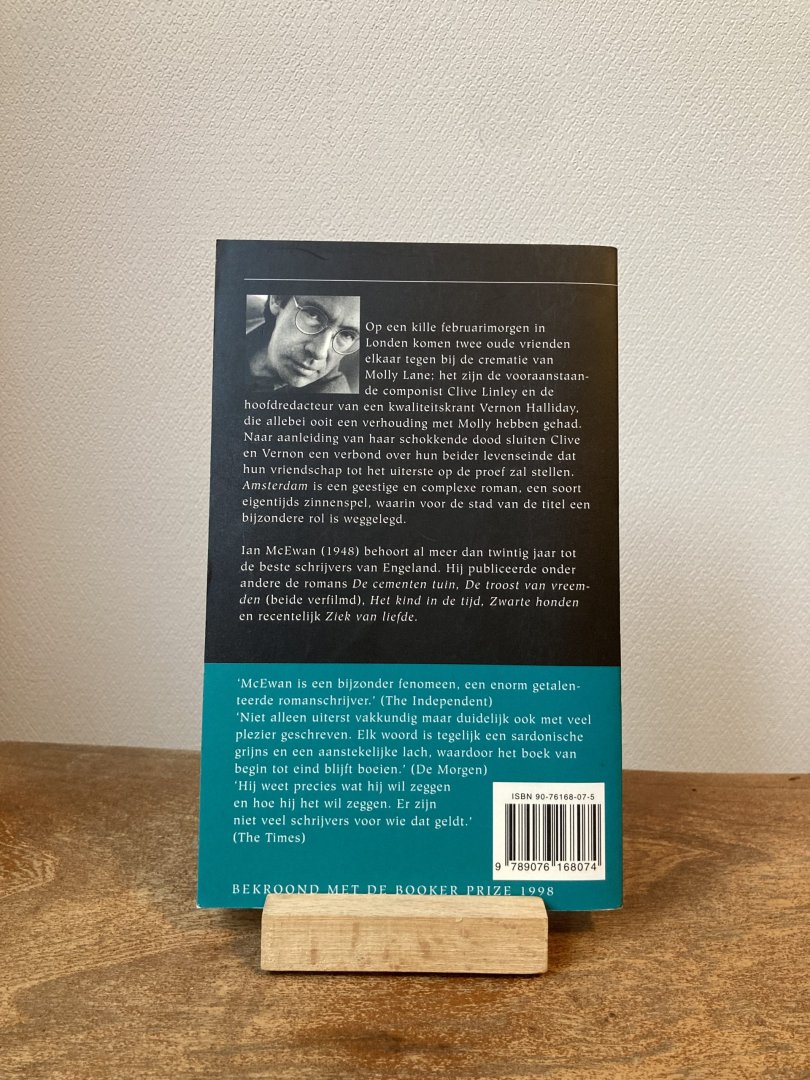 Op een kille februarimorgen in
Londen komen twee oude vrienden
elkaar tegen bij de crematie van
Molly Lane; het zijn de vooraanstaan-
de componist Clive Linley en de
hoofdredacteur van een kwaliteitskrant Vernon Halliday,
die allebei ooit een verhouding met Molly hebben gehad.
Naar aanleiding van haar schokkende dood sluiten Clive
en Vernon een verbond over hun beider levenseinde dat
hun vriendschap tot het uiterste op de proef zal stellen.
Amsterdam is een geestige en complexe roman, een soort
eigentijds zinnenspel, waarin voor de stad van de titel een
bijzondere rol is weggelegd.
Ian McEwan (1948) behoort al meer dan twintig jaar tot
de beste schrijvers van Engeland. Hij publiceerde onder
andere de romans De cementen tuin, De troost van vreem-
den (beide verfilmd), Het kind in de tijd, Zwarte honden
en recentelijk Ziek van liefde.
'McEwan is een bijzonder fenomeen, een enorm getalen-
teerde romanschrijver.' (The Independent)
'Niet alleen uiterst vakkundig maar duidelijk ook met veel
plezier geschreven. Elk woord is tegelijk een sardonische
grijns en een aanstekelijke lach, waardoor het boek van
begin tot eind blijft boeien.' (De Morgen)
'Hij weet precies wat hij wil zeggen
en hoe hij het wil zeggen. Er zijn
niet veel schrijvers voor wie dat geldt.'
(The Times)
ISBN 90-76168-07-5
9 789076 168074
BEKROOND MET DE BOOKER PRIZE 1998